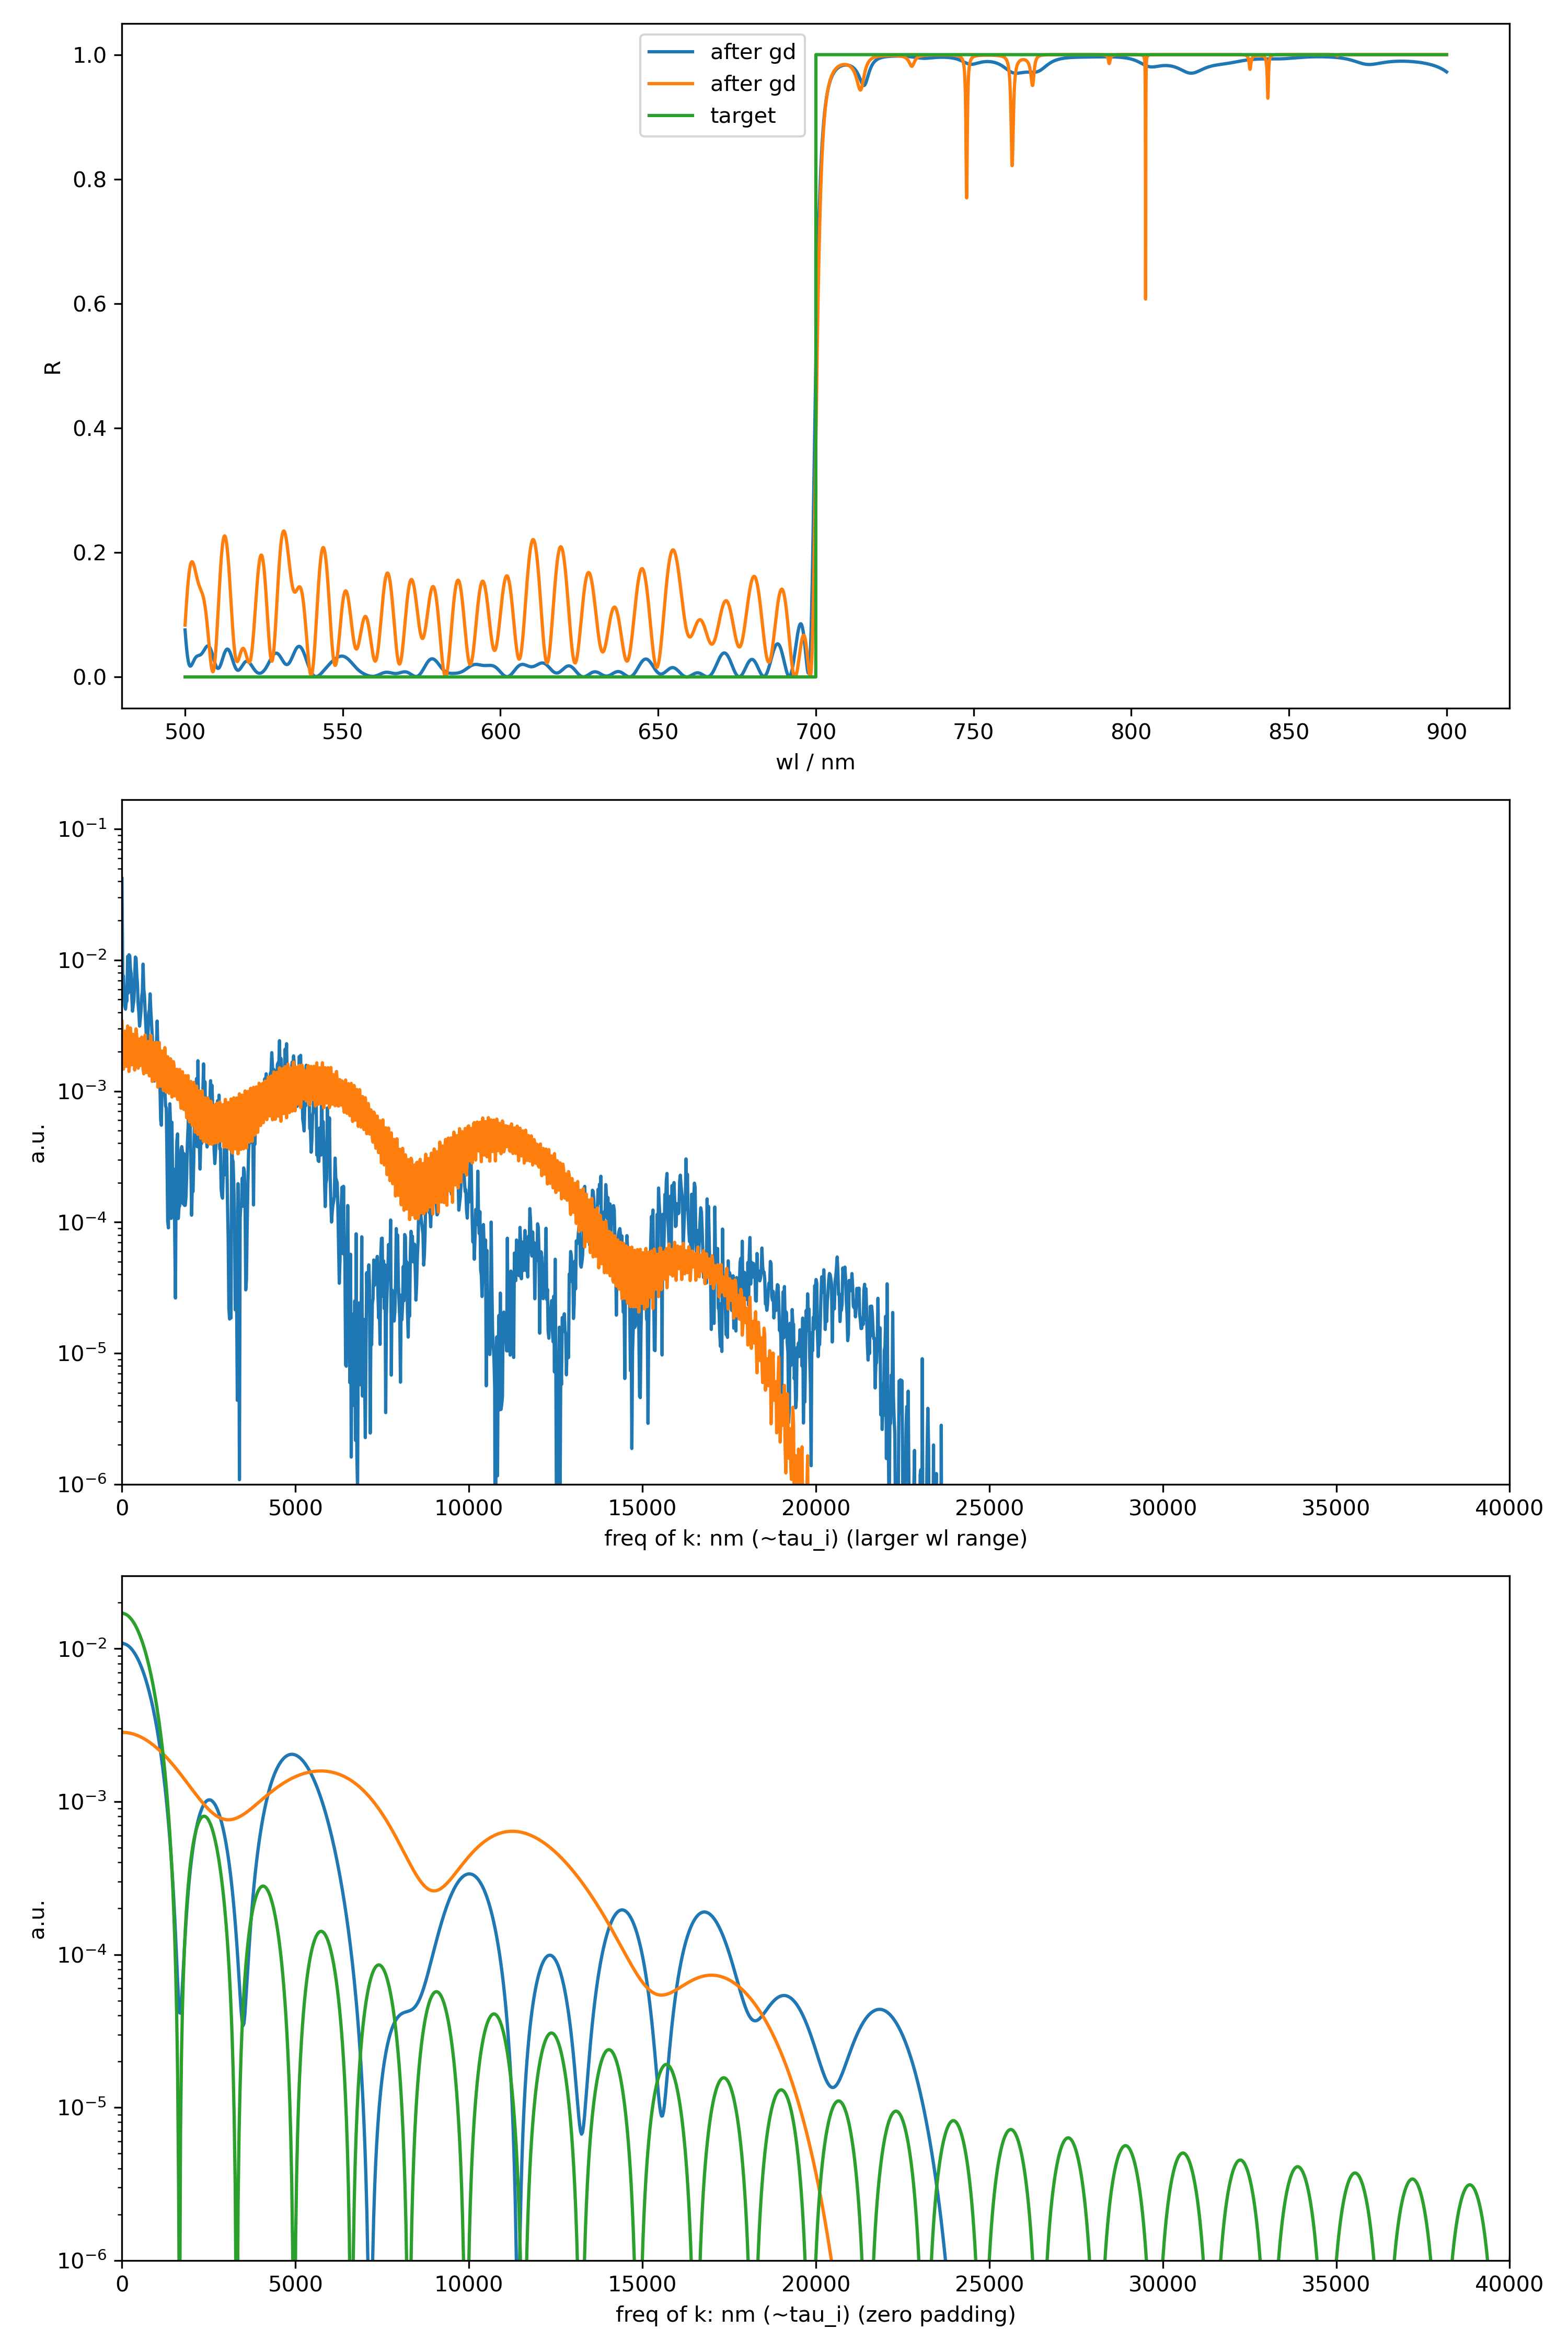 after gd
after gd
target
1.0
0.8
0.6
0.4
0.2
0.0
R
500 550 600 650 700 750 800 850 900
wl / nm
10⁻¹
10⁻²
10⁻³
10⁻⁴
10⁻⁵
10⁻⁶
a.u.
0 5000 10000 15000 20000 25000 30000 35000 40000
freq of k: nm (~tau_i) (larger wl range)
10⁻²
10⁻³
10⁻⁴
10⁻⁵
10⁻⁶
a.u.
0 5000 10000 15000 20000 25000 30000 35000 40000
freq of k: nm (~tau_i) (zero padding)